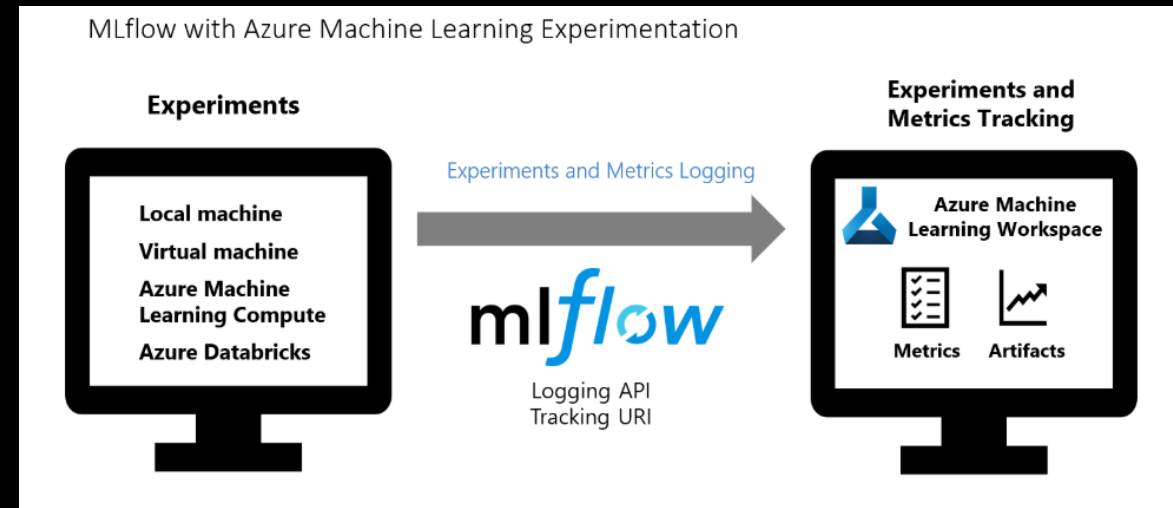 MLflow with Azure Machine Learning Experimentation
Experiments
Local machine
Virtual machine
Azure Machine
Learning Compute
Azure Databricks
Experiments and Metrics Logging
mlflow
Logging API
Tracking URI
Experiments and
Metrics Tracking
Azure Machine
Learning Workspace
Metrics
Artifacts